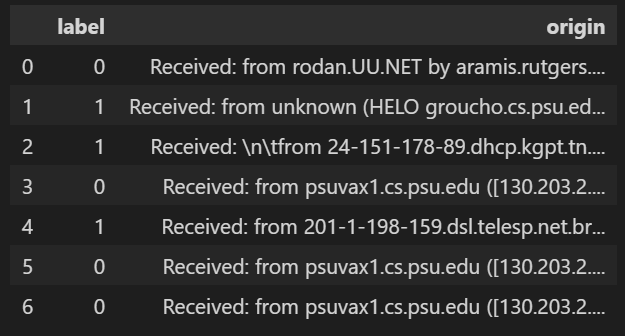 label origin
0 0 Received: from rodan.UU.NET by aramis.rutgers....
1 1 Received: from unknown (HELO groucho.cs.psu.ed...
2 1 Received: \n\tfrom 24-151-178-89.dhcp.kgpt.tn....
3 0 Received: from psuvax1.cs.psu.edu ([130.203.2....
4 1 Received: from 201-1-198-159.dsl.telesp.net.br...
5 0 Received: from psuvax1.cs.psu.edu ([130.203.2....
6 0 Received: from psuvax1.cs.psu.edu ([130.203.2....